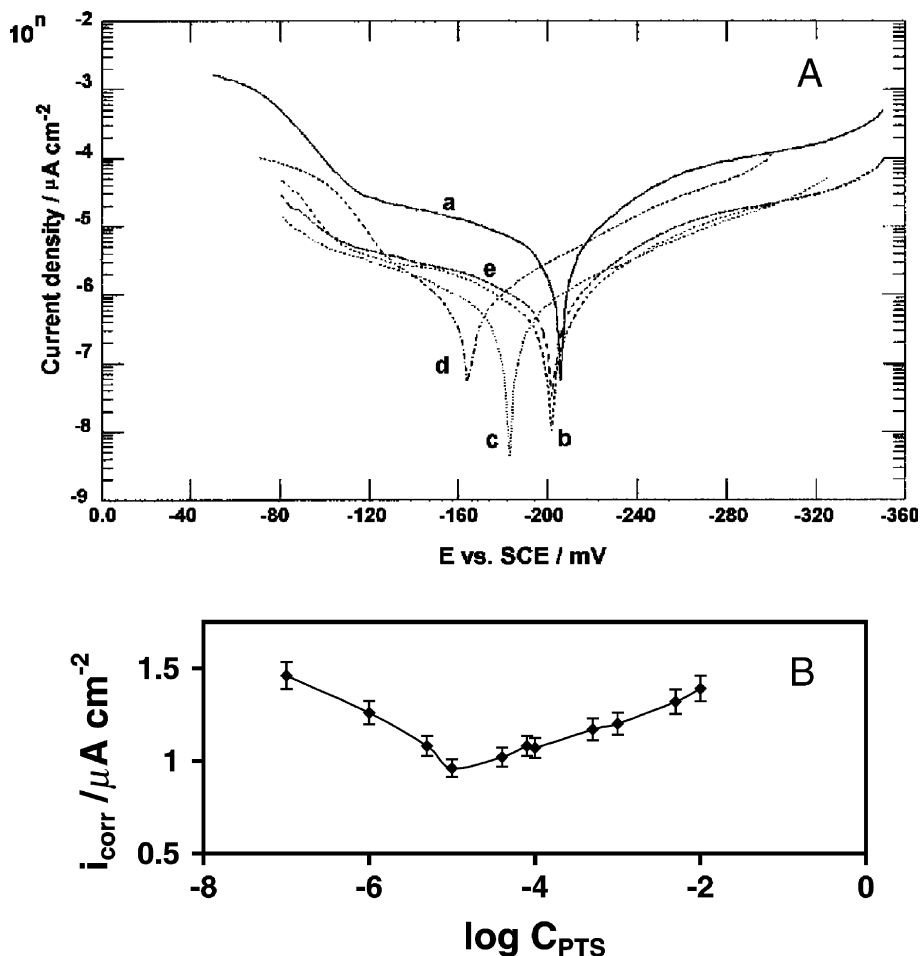 10ⁿ
A
Current density / µA cm⁻²
-2
-3
-4
-5
-6
-7
-8
-9
a
e
d
c
b
0.0 -40 -80 -120 -160 -200 -240 -280 -320 -360
E vs. SCE / mV
B
i_corr /µA cm⁻²
1.5
1
0.5
-8 -6 -4 -2 0
log C_PTS